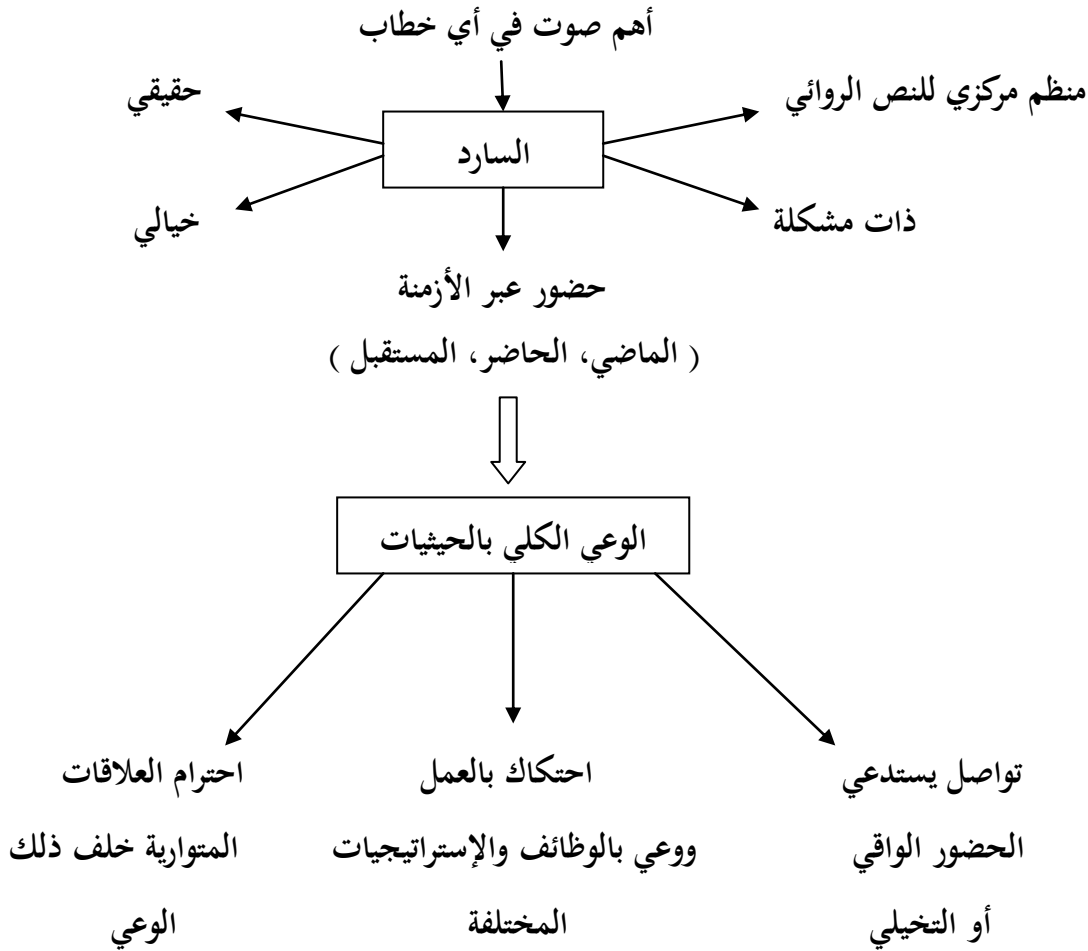 أهم صوت في أي خطاب
منظم مركزي للنص الروائي
حقيقي
السارد
ذات مشكلة
خيالي
حضور عبر الأزمنة
( الماضي، الحاضر، المستقبل )
الوعي الكلي بالحيثيات
تواصل يستدعي
الحضور الواقي
أو التخيلي
احتكاك بالعمل
ووعي بالوظائف والإستراتيجيات
المختلفة
احترام العلاقات
المتوارية خلف ذلك
الوعي